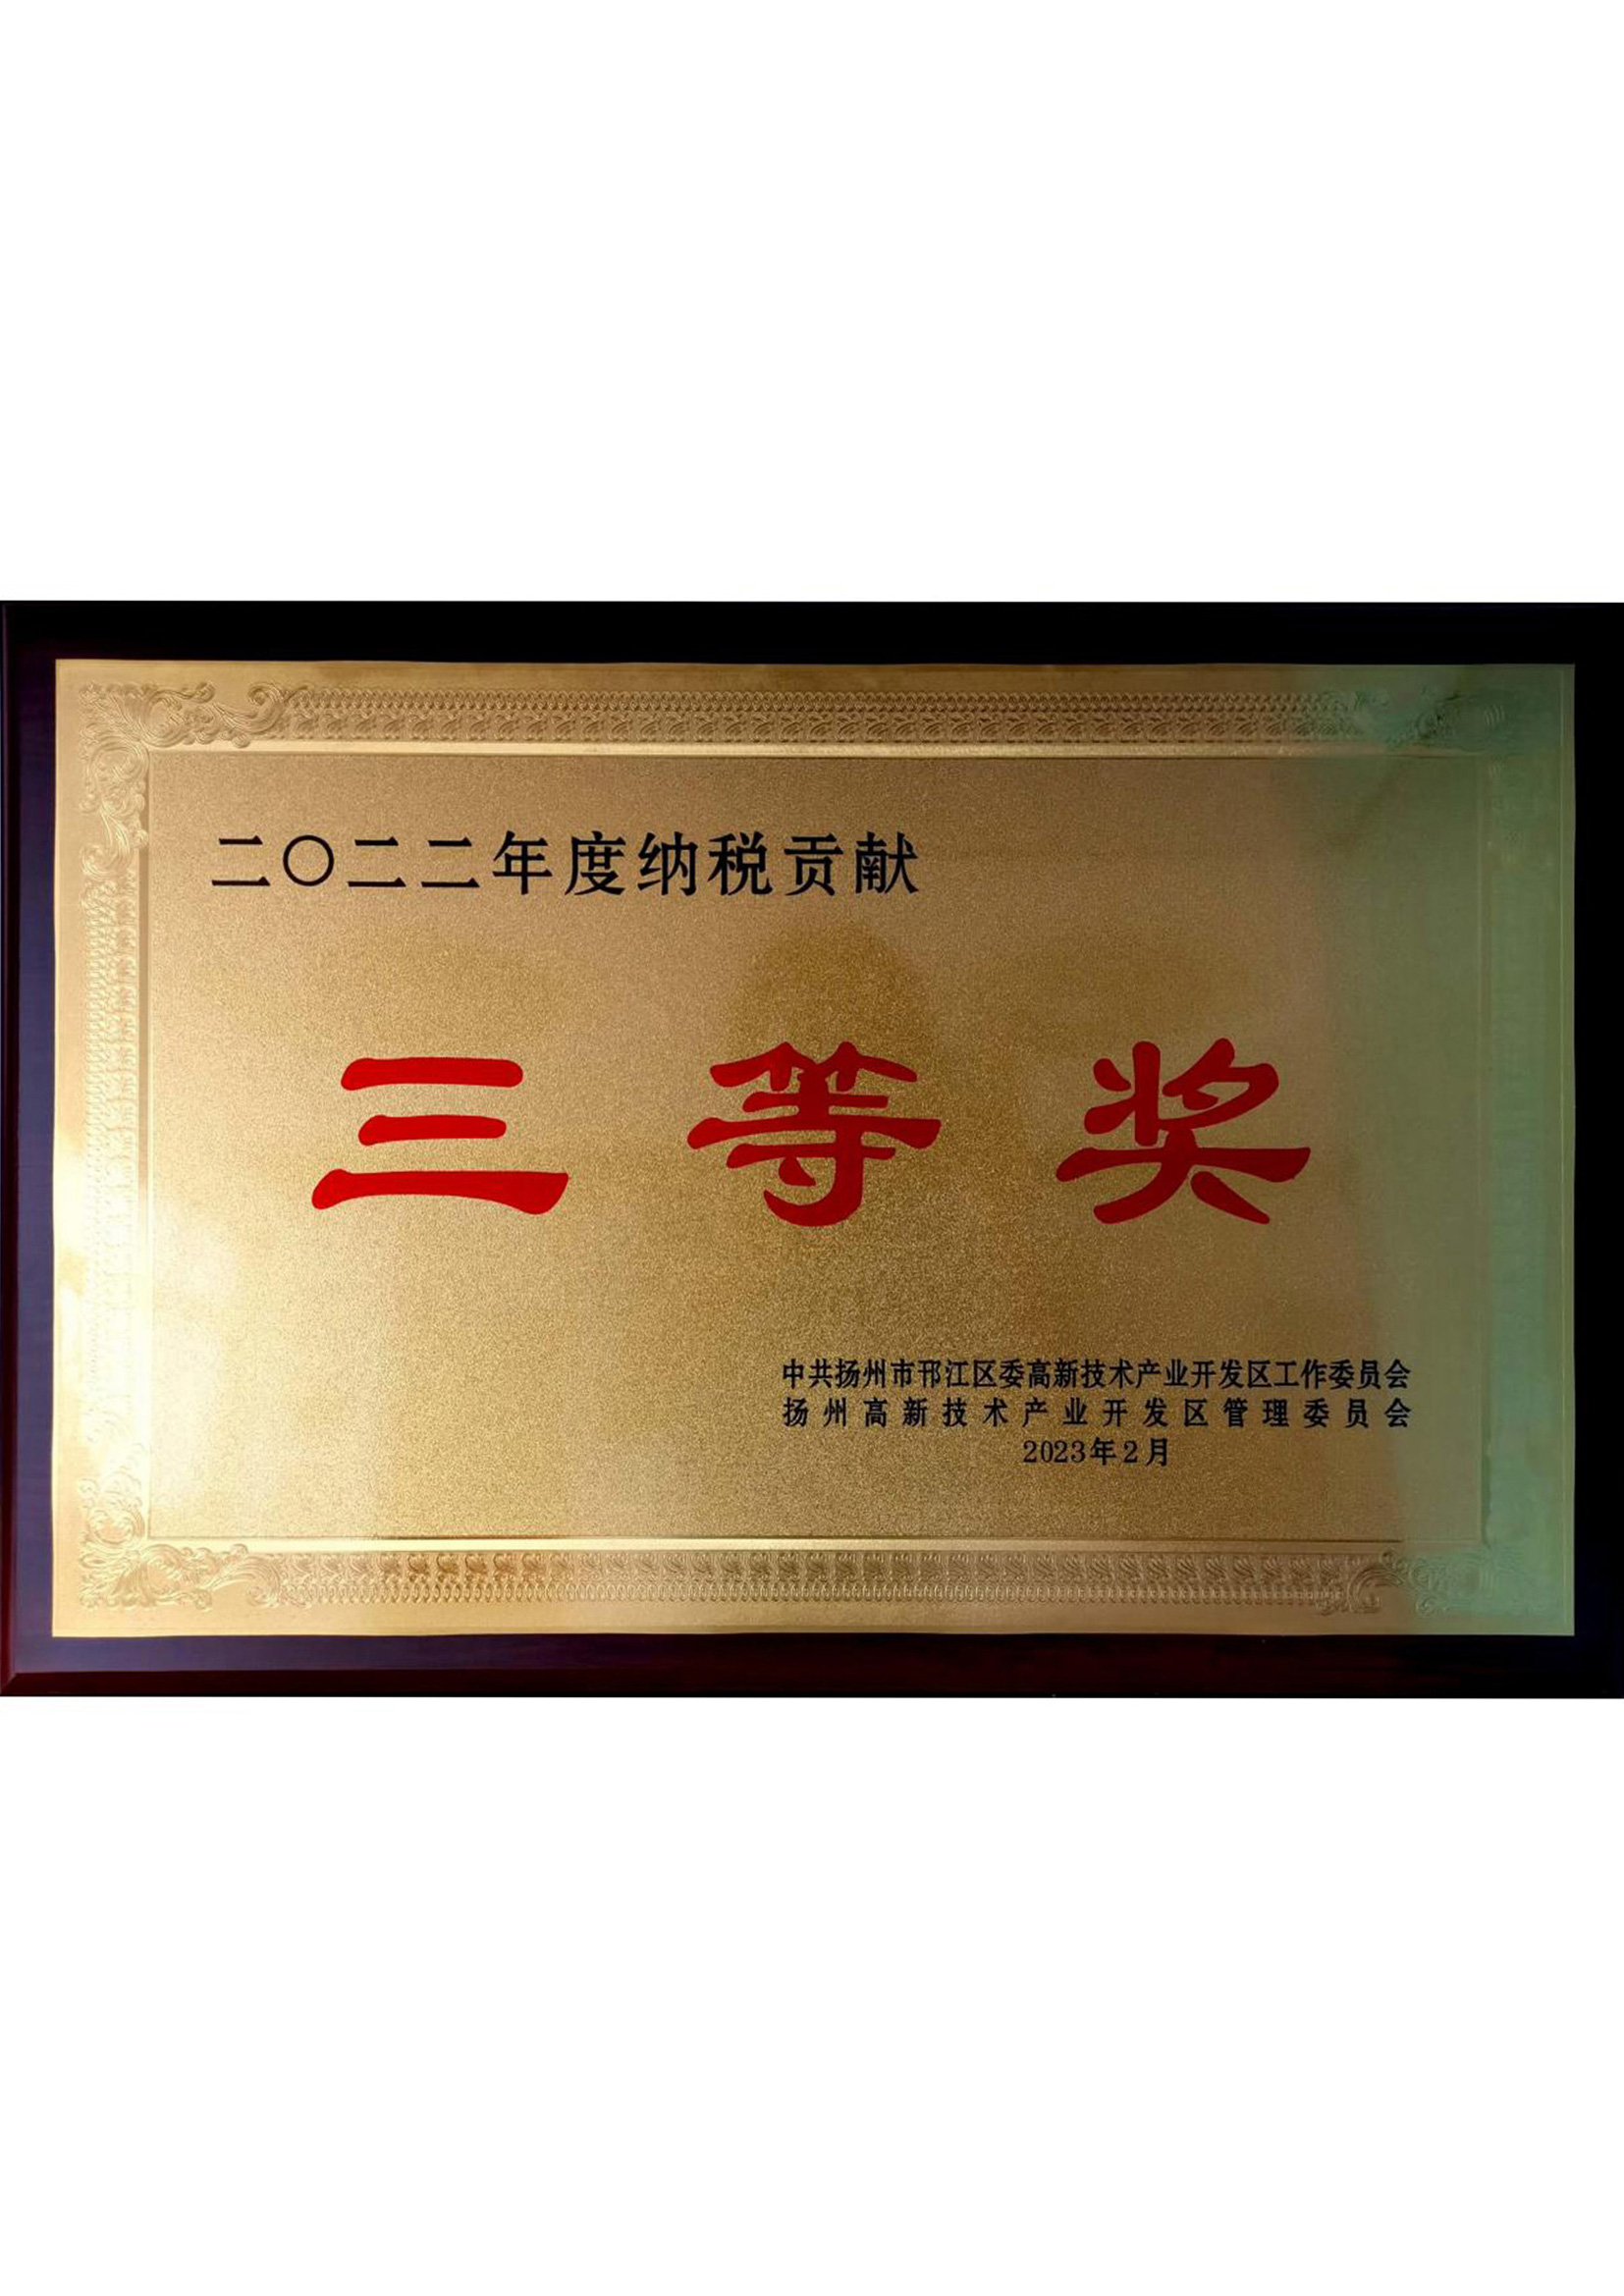 二〇二二年度纳税贡献
三等奖
中共扬州市邗江区委高新技术产业开发区工作委员会
扬州高新技术产业开发区管理委员会
2023年2月